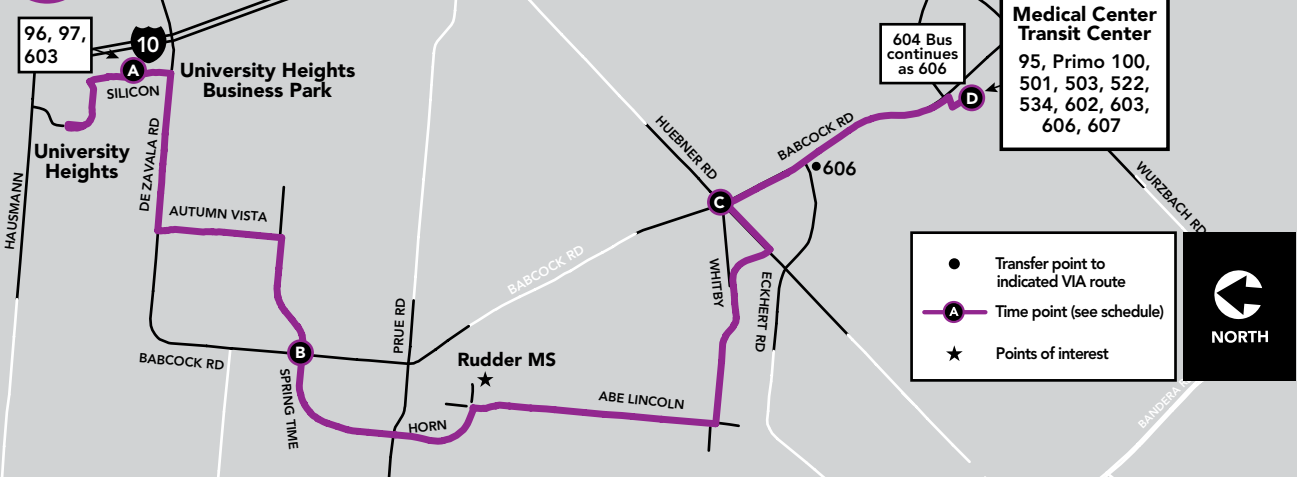 96, 97,
603
10
A
SILICON
University Heights
Business Park
University
Heights
HAUSMANN
DE ZAVALA RD
AUTUMN VISTA
BABCOCK RD
B
SPRING TIME
PRUE RD
HORN
Rudder MS
ABE LINCOLN
BABCOCK RD
HUEBNER RD
C
WHITBY
ECKHERT RD
BABCOCK RD
606
604 Bus
continues
as 606
D
Medical Center
Transit Center
95, Primo 100,
501, 503, 522,
534, 602, 603,
606, 607
WURZBACH RD
BANDERA R
Transfer point to
indicated VIA route
A
Time point (see schedule)
Points of interest
NORTH